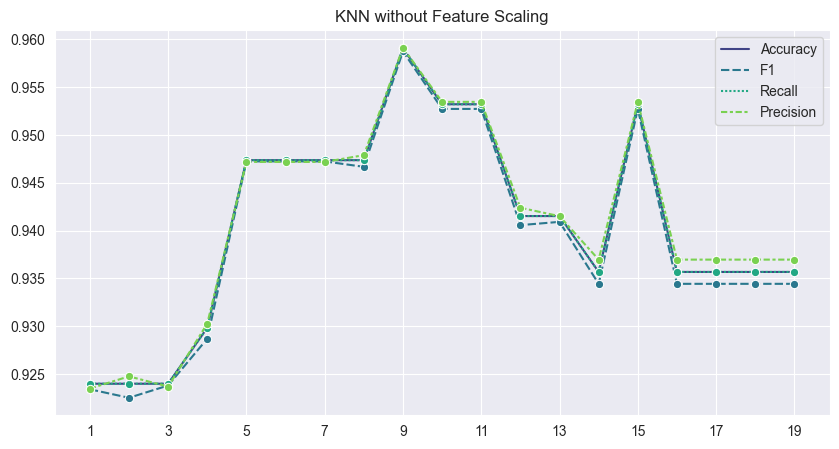 KNN without Feature Scaling
0.960
0.955
0.950
0.945
0.940
0.935
0.930
0.925
Accuracy
F1
Recall
Precision
1 3 5 7 9 11 13 15 17 19